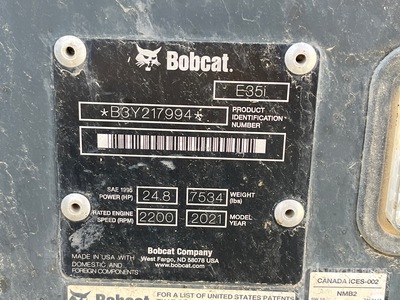 Bobcat.
E35I
*B3Y217994*
PRODUCT
IDENTIFICATION
NUMBER
SAE 1995
POWER (HP)
24.8
7534
WEIGHT
(lbs)
RATED ENGINE
SPEED (RPM)
2200
2021
MODEL
YEAR
MADE IN USA WITH
DOMESTIC AND
FOREIGN COMPONENTS
Bobcat Company
West Fargo, ND 58078 USA
www.bobcat.com
CANADA ICES-002
NMB2
Bobcat
FOR A LIST OF UNITED STATES PATENTS